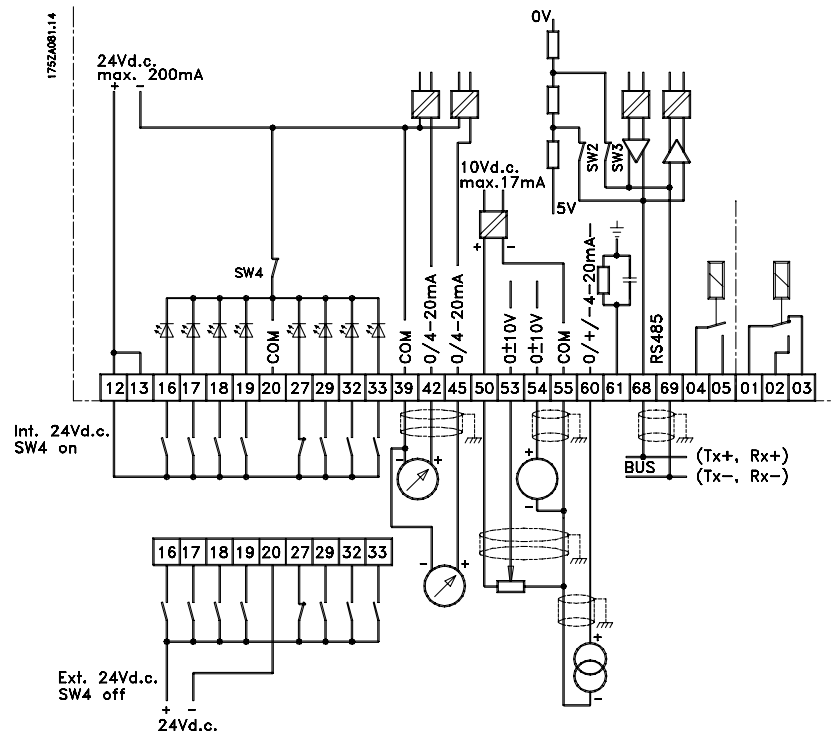 175ZA081.14
24Vd.c.
max. 200mA
+ −
0V
SW2
SW3
5V
10Vd.c.
max.17mA
+ −
SW4
COM
COM
0/4−20mA
0/4−20mA
0±10V
0±10V
COM
0/+/−4−20mA−
RS485
12 13 16 17 18 19 20 27 29 32 33 39 42 45 50 53 54 55 60 61 68 69 04 05 01 02 03
Int. 24Vd.c.
SW4 on
− +
+
−
BUS
(Tx+, Rx+)
(Tx−, Rx−)
16 17 18 19 20 27 29 32 33
− +
+
−
Ext. 24Vd.c.
SW4 off
+ −
24Vd.c.